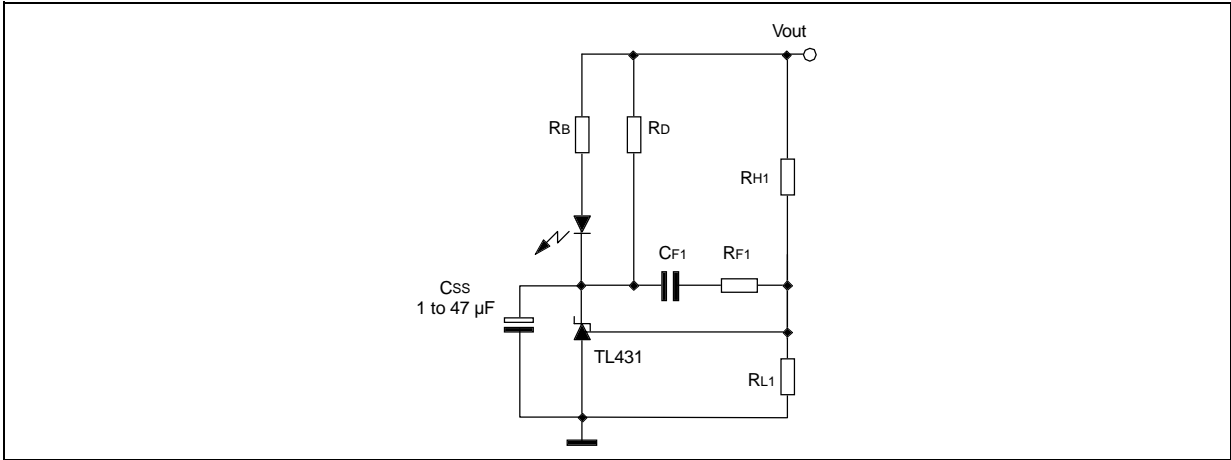 Vout
RB
RD
RH1
CF1
RF1
CSS
1 to 47 µF
TL431
RL1